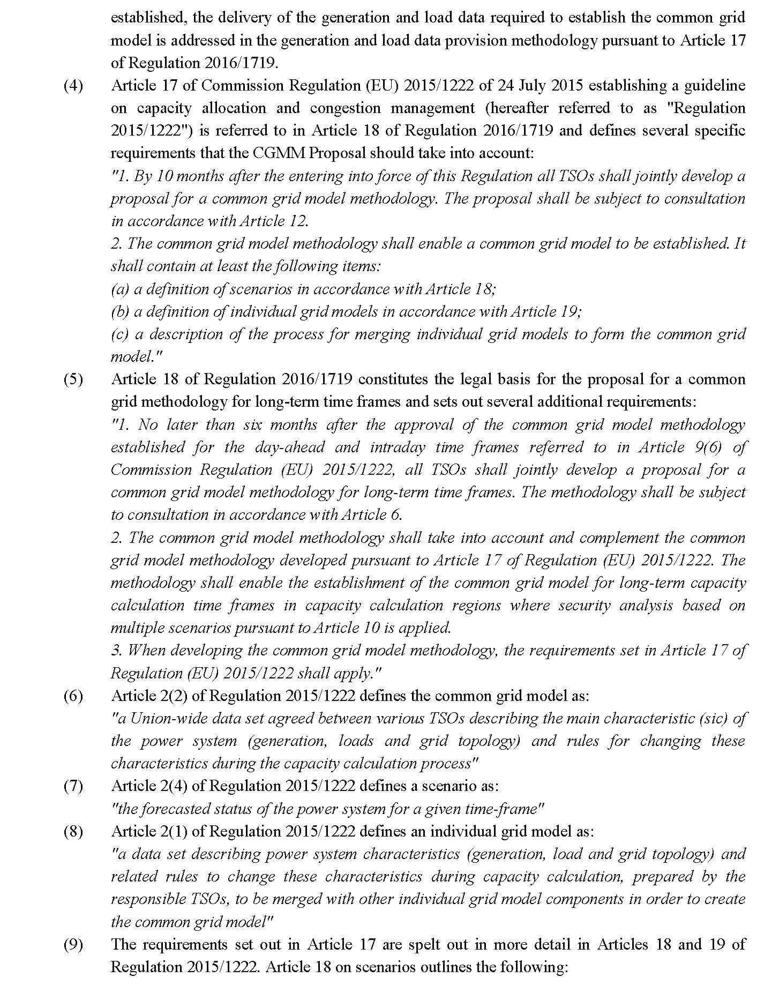 established, the delivery of the generation and load data required to establish the common grid
model is addressed in the generation and load data provision methodology pursuant to Article 17
of Regulation 2016/1719.
(4) Article 17 of Commission Regulation (EU) 2015/1222 of 24 July 2015 establishing a guideline
on capacity allocation and congestion management (hereafter referred to as "Regulation
2015/1222") is referred to in Article 18 of Regulation 2016/1719 and defines several specific
requirements that the CGMM Proposal should take into account:
"1. By 10 months after the entering into force of this Regulation all TSOs shall jointly develop a
proposal for a common grid model methodology. The proposal shall be subject to consultation
in accordance with Article 12.
2. The common grid model methodology shall enable a common grid model to be established. It
shall contain at least the following items:
(a) a definition of scenarios in accordance with Article 18;
(b) a definition of individual grid models in accordance with Article 19;
(c) a description of the process for merging individual grid models to form the common grid
model."
(5) Article 18 of Regulation 2016/1719 constitutes the legal basis for the proposal for a common
grid methodology for long-term time frames and sets out several additional requirements:
"1. No later than six months after the approval of the common grid model methodology
established for the day-ahead and intraday time frames referred to in Article 9(6) of
Commission Regulation (EU) 2015/1222, all TSOs shall jointly develop a proposal for a
common grid model methodology for long-term time frames. The methodology shall be subject
to consultation in accordance with Article 6.
2. The common grid model methodology shall take into account and complement the common
grid model methodology developed pursuant to Article 17 of Regulation (EU) 2015/1222. The
methodology shall enable the establishment of the common grid model for long-term capacity
calculation time frames in capacity calculation regions where security analysis based on
multiple scenarios pursuant to Article 10 is applied.
3. When developing the common grid model methodology, the requirements set in Article 17 of
Regulation (EU) 2015/1222 shall apply."
(6) Article 2(2) of Regulation 2015/1222 defines the common grid model as:
"a Union-wide data set agreed between various TSOs describing the main characteristic (sic) of
the power system (generation, loads and grid topology) and rules for changing these
characteristics during the capacity calculation process"
(7) Article 2(4) of Regulation 2015/1222 defines a scenario as:
"the forecasted status of the power system for a given time-frame"
(8) Article 2(1) of Regulation 2015/1222 defines an individual grid model as:
"a data set describing power system characteristics (generation, load and grid topology) and
related rules to change these characteristics during capacity calculation, prepared by the
responsible TSOs, to be merged with other individual grid model components in order to create
the common grid model"
(9) The requirements set out in Article 17 are spelt out in more detail in Articles 18 and 19 of
Regulation 2015/1222. Article 18 on scenarios outlines the following: